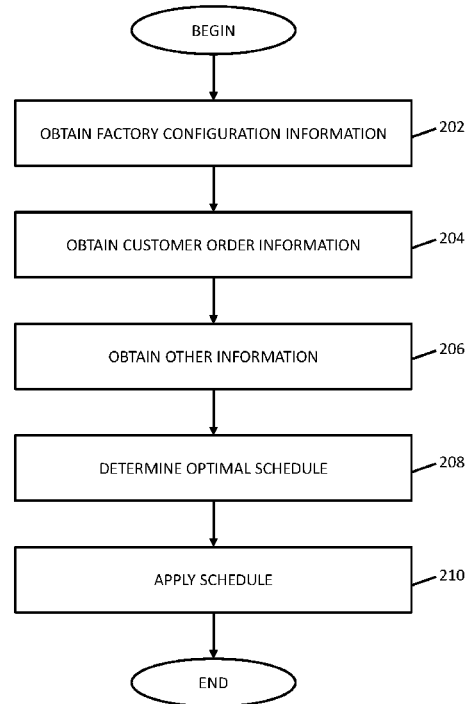 BEGIN
OBTAIN FACTORY CONFIGURATION INFORMATION
202
OBTAIN CUSTOMER ORDER INFORMATION
204
OBTAIN OTHER INFORMATION
206
DETERMINE OPTIMAL SCHEDULE
208
APPLY SCHEDULE
210
END